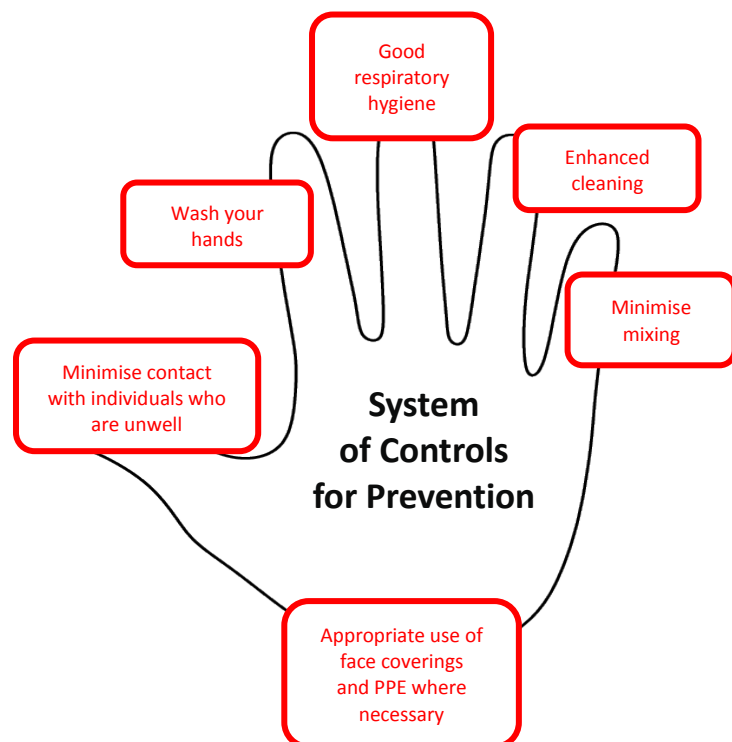 Good
respiratory
hygiene
Enhanced
cleaning
Wash your
hands
Minimise
mixing
Minimise contact
with individuals who
are unwell
System
of Controls
for Prevention
Appropriate use of
face coverings
and PPE where
necessary